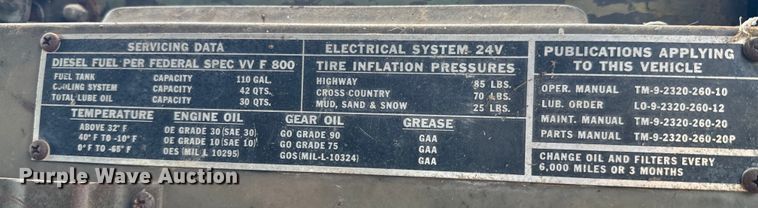 SERVICING DATA
DIESEL FUEL PER FEDERAL SPEC VV F 800
FUEL TANK CAPACITY 110 GAL.
COOLING SYSTEM CAPACITY 42 QTS.
TOTAL LUBE OIL CAPACITY 30 QTS.
TEMPERATURE ENGINE OIL GEAR OIL GREASE
ABOVE 32° F OE GRADE 30 (SAE 30) GO GRADE 90 GAA
40° F TO -10° F OE GRADE 10 (SAE 10) GO GRADE 75 GAA
0° F TO -65° F OES (MIL L 10295) GOS (MIL-L-10324) GAA
ELECTRICAL SYSTEM 24V.
TIRE INFLATION PRESSURES
HIGHWAY 85 LBS.
CROSS COUNTRY 70 LBS.
MUD, SAND & SNOW 25 LBS.
PUBLICATIONS APPLYING
TO THIS VEHICLE
OPER. MANUAL TM-9-2320-260-10
LUB. ORDER LO-9-2320-260-12
MAINT. MANUAL TM-9-2320-260-20
PARTS MANUAL TM-9-2320-260-20P
CHANGE OIL AND FILTERS EVERY
6,000 MILES OR 3 MONTHS
Purple Wave Auction